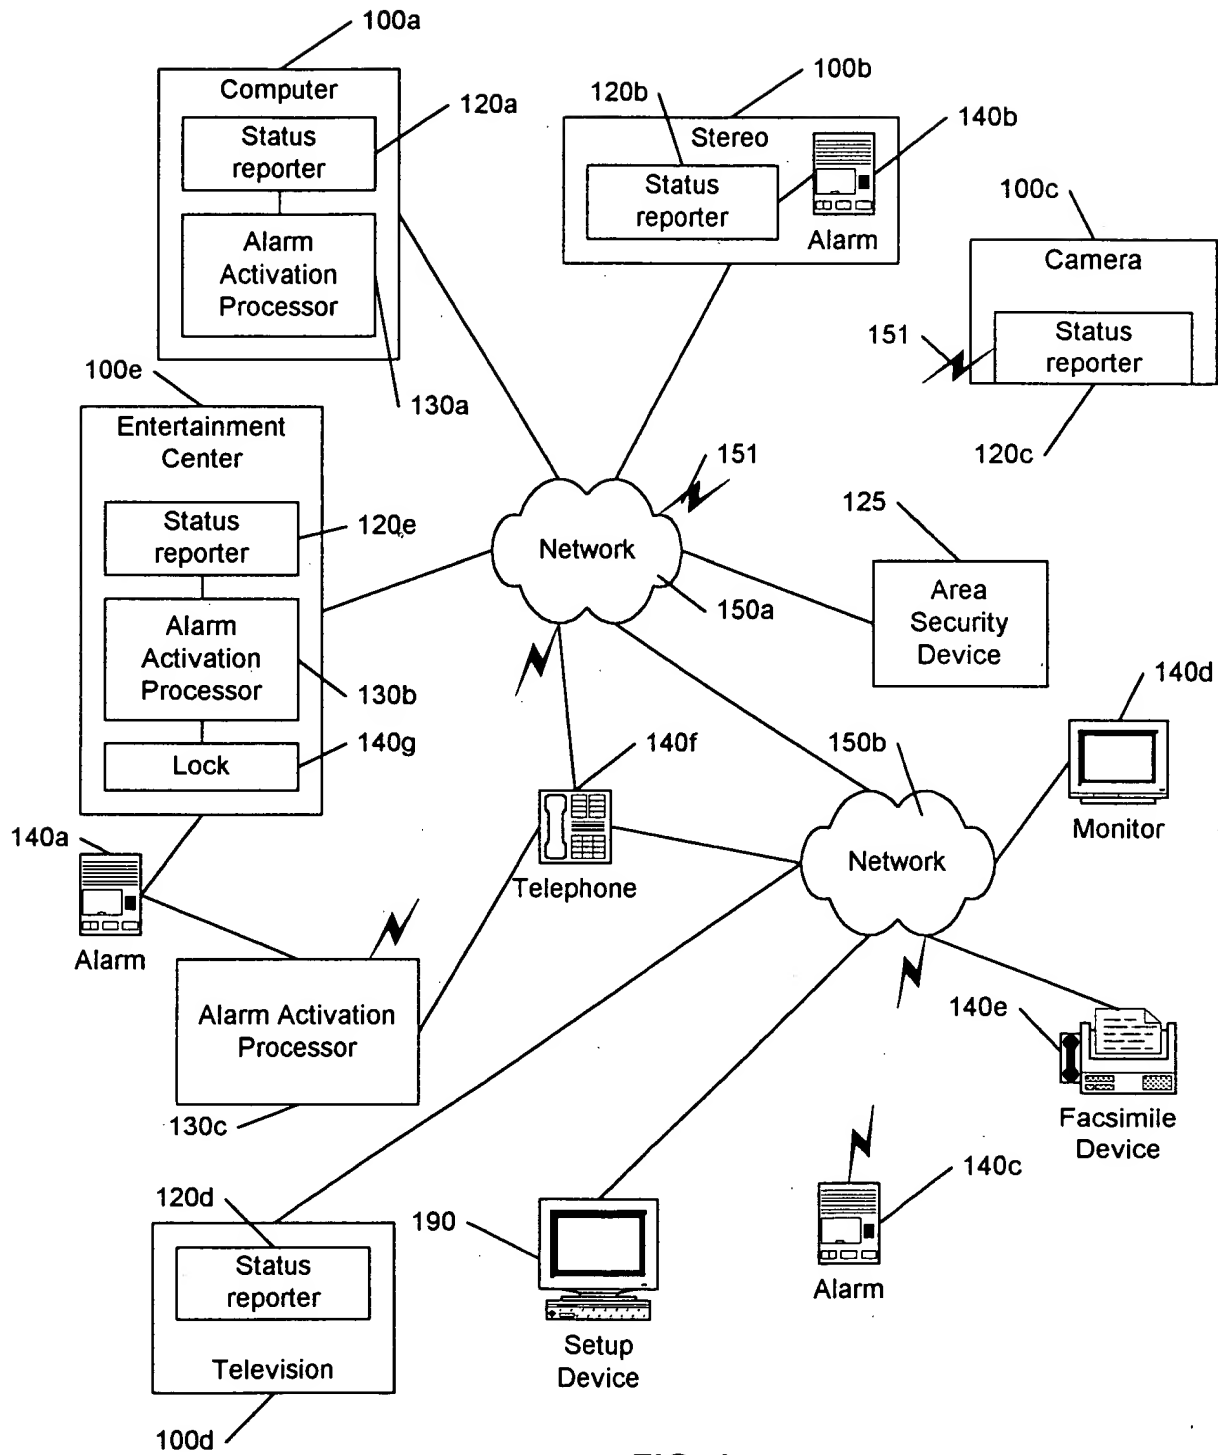 100a
Computer
120a
Status
reporter
Alarm
Activation
Processor
130a
100b
120b
Stereo
140b
Status
reporter
Alarm
100c
Camera
151
Status
reporter
120c
100e
Entertainment
Center
Status
reporter
120e
Alarm
Activation
Processor
130b
140g
Lock
151
Network
150a
125
Area
Security
Device
140d
Monitor
140f
Telephone
150b
Network
140a
Alarm
Alarm Activation
Processor
130c
140e
Facsimile
Device
140c
Alarm
120d
Status
reporter
Television
100d
190
Setup
Device